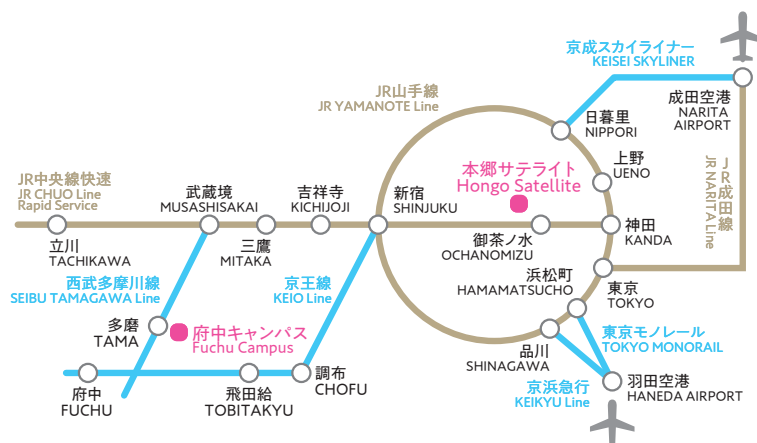 京成スカイライナー
KEISEI SKYLINER
JR山手線
JR YAMANOTE Line
成田空港
NARITA
AIRPORT
日暮里
NIPPORI
上野
UENO
本郷サテライト
Hongo Satellite
JR成田線
JR NARITA Line
JR中央線快速
JR CHUO Line
Rapid Service
武蔵境
MUSASHISAKAI
吉祥寺
KICHIJOJI
新宿
SHINJUKU
立川
TACHIKAWA
三鷹
MITAKA
御茶ノ水
OCHANOMIZU
神田
KANDA
西武多摩川線
SEIBU TAMAGAWA Line
京王線
KEIO Line
浜松町
HAMAMATSUCHO
東京
TOKYO
多磨
TAMA
府中キャンパス
Fuchu Campus
東京モノレール
TOKYO MONORAIL
品川
SHINAGAWA
府中
FUCHU
飛田給
TOBITAKYU
調布
CHOFU
京浜急行
KEIKYU Line
羽田空港
HANEDA AIRPORT